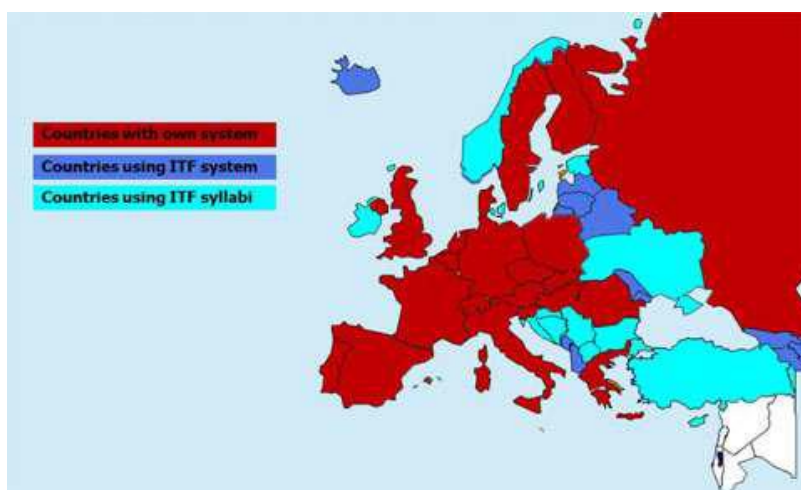 Countries with own system
Countries using ITF system
Countries using ITF syllabi